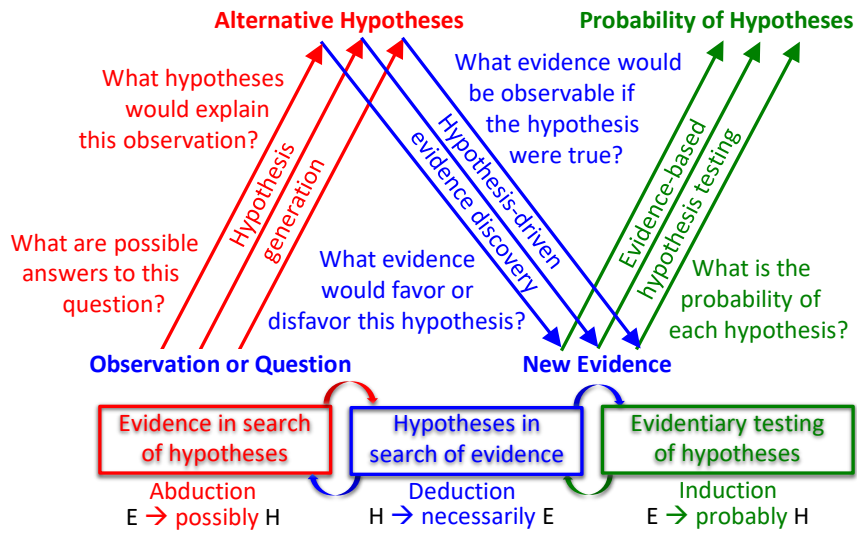 Alternative Hypotheses
Probability of Hypotheses
What hypotheses
would explain
this observation?
What are possible
answers to this
question?
Hypothesis
generation
What evidence would
be observable if
the hypothesis
were true?
Hypothesis-driven
evidence discovery
What evidence
would favor or
disfavor this hypothesis?
Evidence-based
hypothesis testing
What is the
probability of
each hypothesis?
Observation or Question
New Evidence
Evidence in search
of hypotheses
Hypotheses in
search of evidence
Evidentiary testing
of hypotheses
Abduction
E → possibly H
Deduction
H → necessarily E
Induction
E → probably H